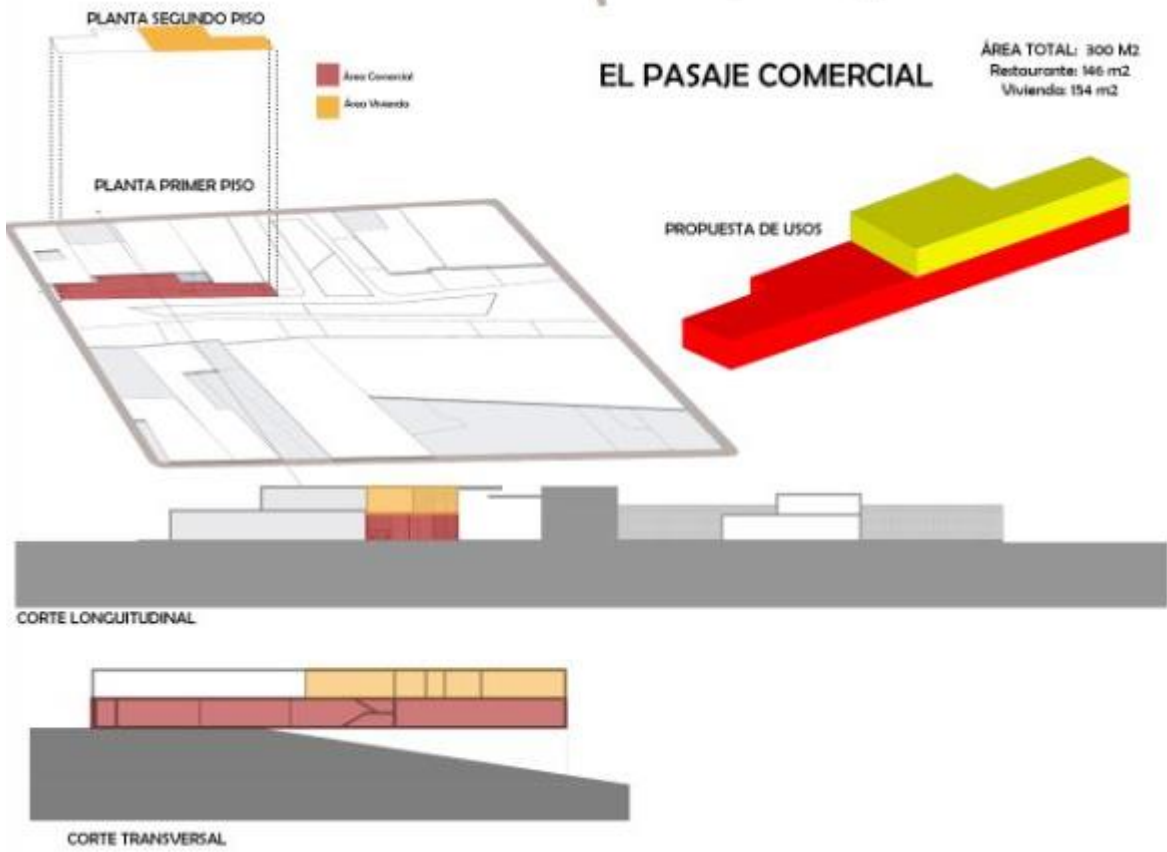 PLANTA SEGUNDO PISO
Área Comercial
Área Vivienda
EL PASAJE COMERCIAL
ÁREA TOTAL: 300 M2
Restaurante: 146 m2
Vivienda: 154 m2
PLANTA PRIMER PISO
PROPUESTA DE USOS
CORTE LONGUITUDINAL
CORTE TRANSVERSAL